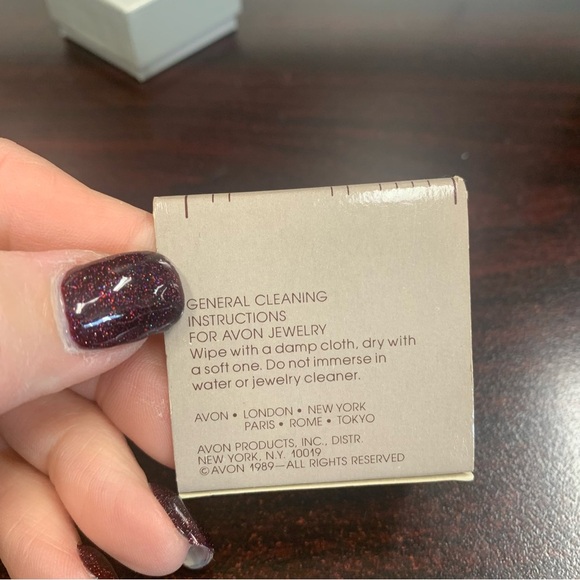 GENERAL CLEANING
INSTRUCTIONS
FOR AVON JEWELRY
Wipe with a damp cloth, dry with
a soft one. Do not immerse in
water or jewelry cleaner.
AVON • LONDON • NEW YORK
PARIS • ROME • TOKYO
AVON PRODUCTS, INC., DISTR.
NEW YORK, N.Y. 10019
© AVON 1989—ALL RIGHTS RESERVED